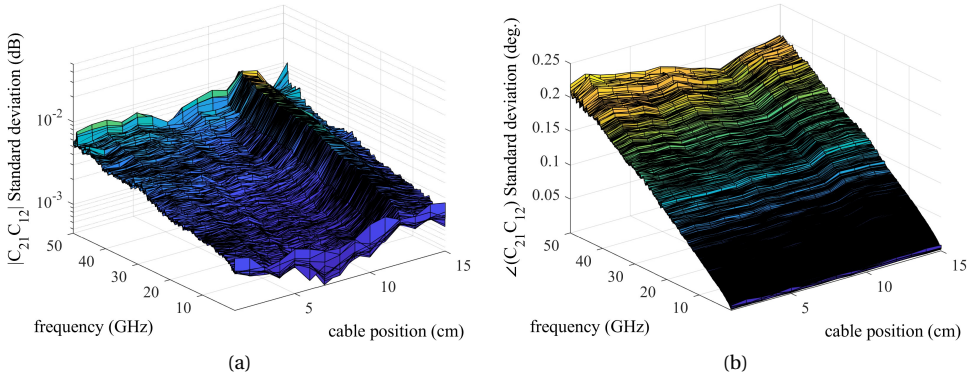 |C21C12| Standard deviation (dB)
10-2
10-3
50
40
30
20
10
frequency (GHz)
5
10
15
cable position (cm)
(a)
∠(C21C12) Standard deviation (deg.)
0.25
0.2
0.15
0.1
0.05
50
40
30
20
10
frequency (GHz)
5
10
15
cable position (cm)
(b)